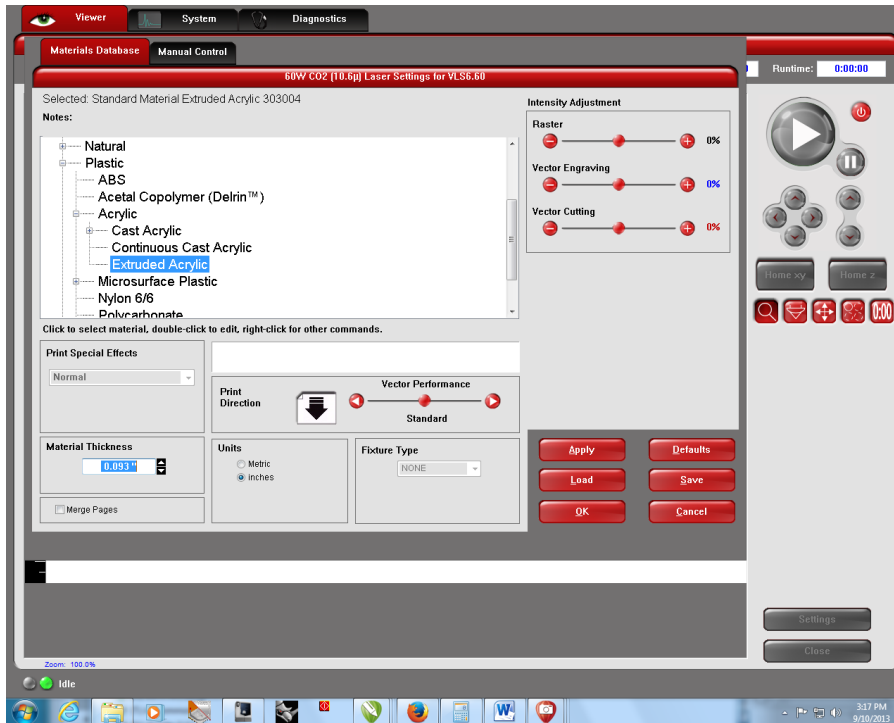 Viewer
System
Diagnostics
Materials Database
Manual Control
Runtime: 0:00:00
60W CO2 (10.6µ) Laser Settings for VLS6.60
Selected: Standard Material Extruded Acrylic 303004
Notes:
Natural
Plastic
ABS
Acetal Copolymer (Delrin™)
Acrylic
Cast Acrylic
Continuous Cast Acrylic
Extruded Acrylic
Microsurface Plastic
Nylon 6/6
Polycarbonate
Click to select material, double-click to edit, right-click for other commands.
Intensity Adjustment
Raster
0%
Vector Engraving
0%
Vector Cutting
0%
Home xy
Home z
0:00
Print Special Effects
Normal
Print
Direction
Vector Performance
Standard
Material Thickness
0.093 "
Units
Metric
inches
Fixture Type
NONE
Merge Pages
Apply
Defaults
Load
Save
OK
Cancel
Settings
Close
Zoom: 100.0%
Idle
3:17 PM
9/10/2013